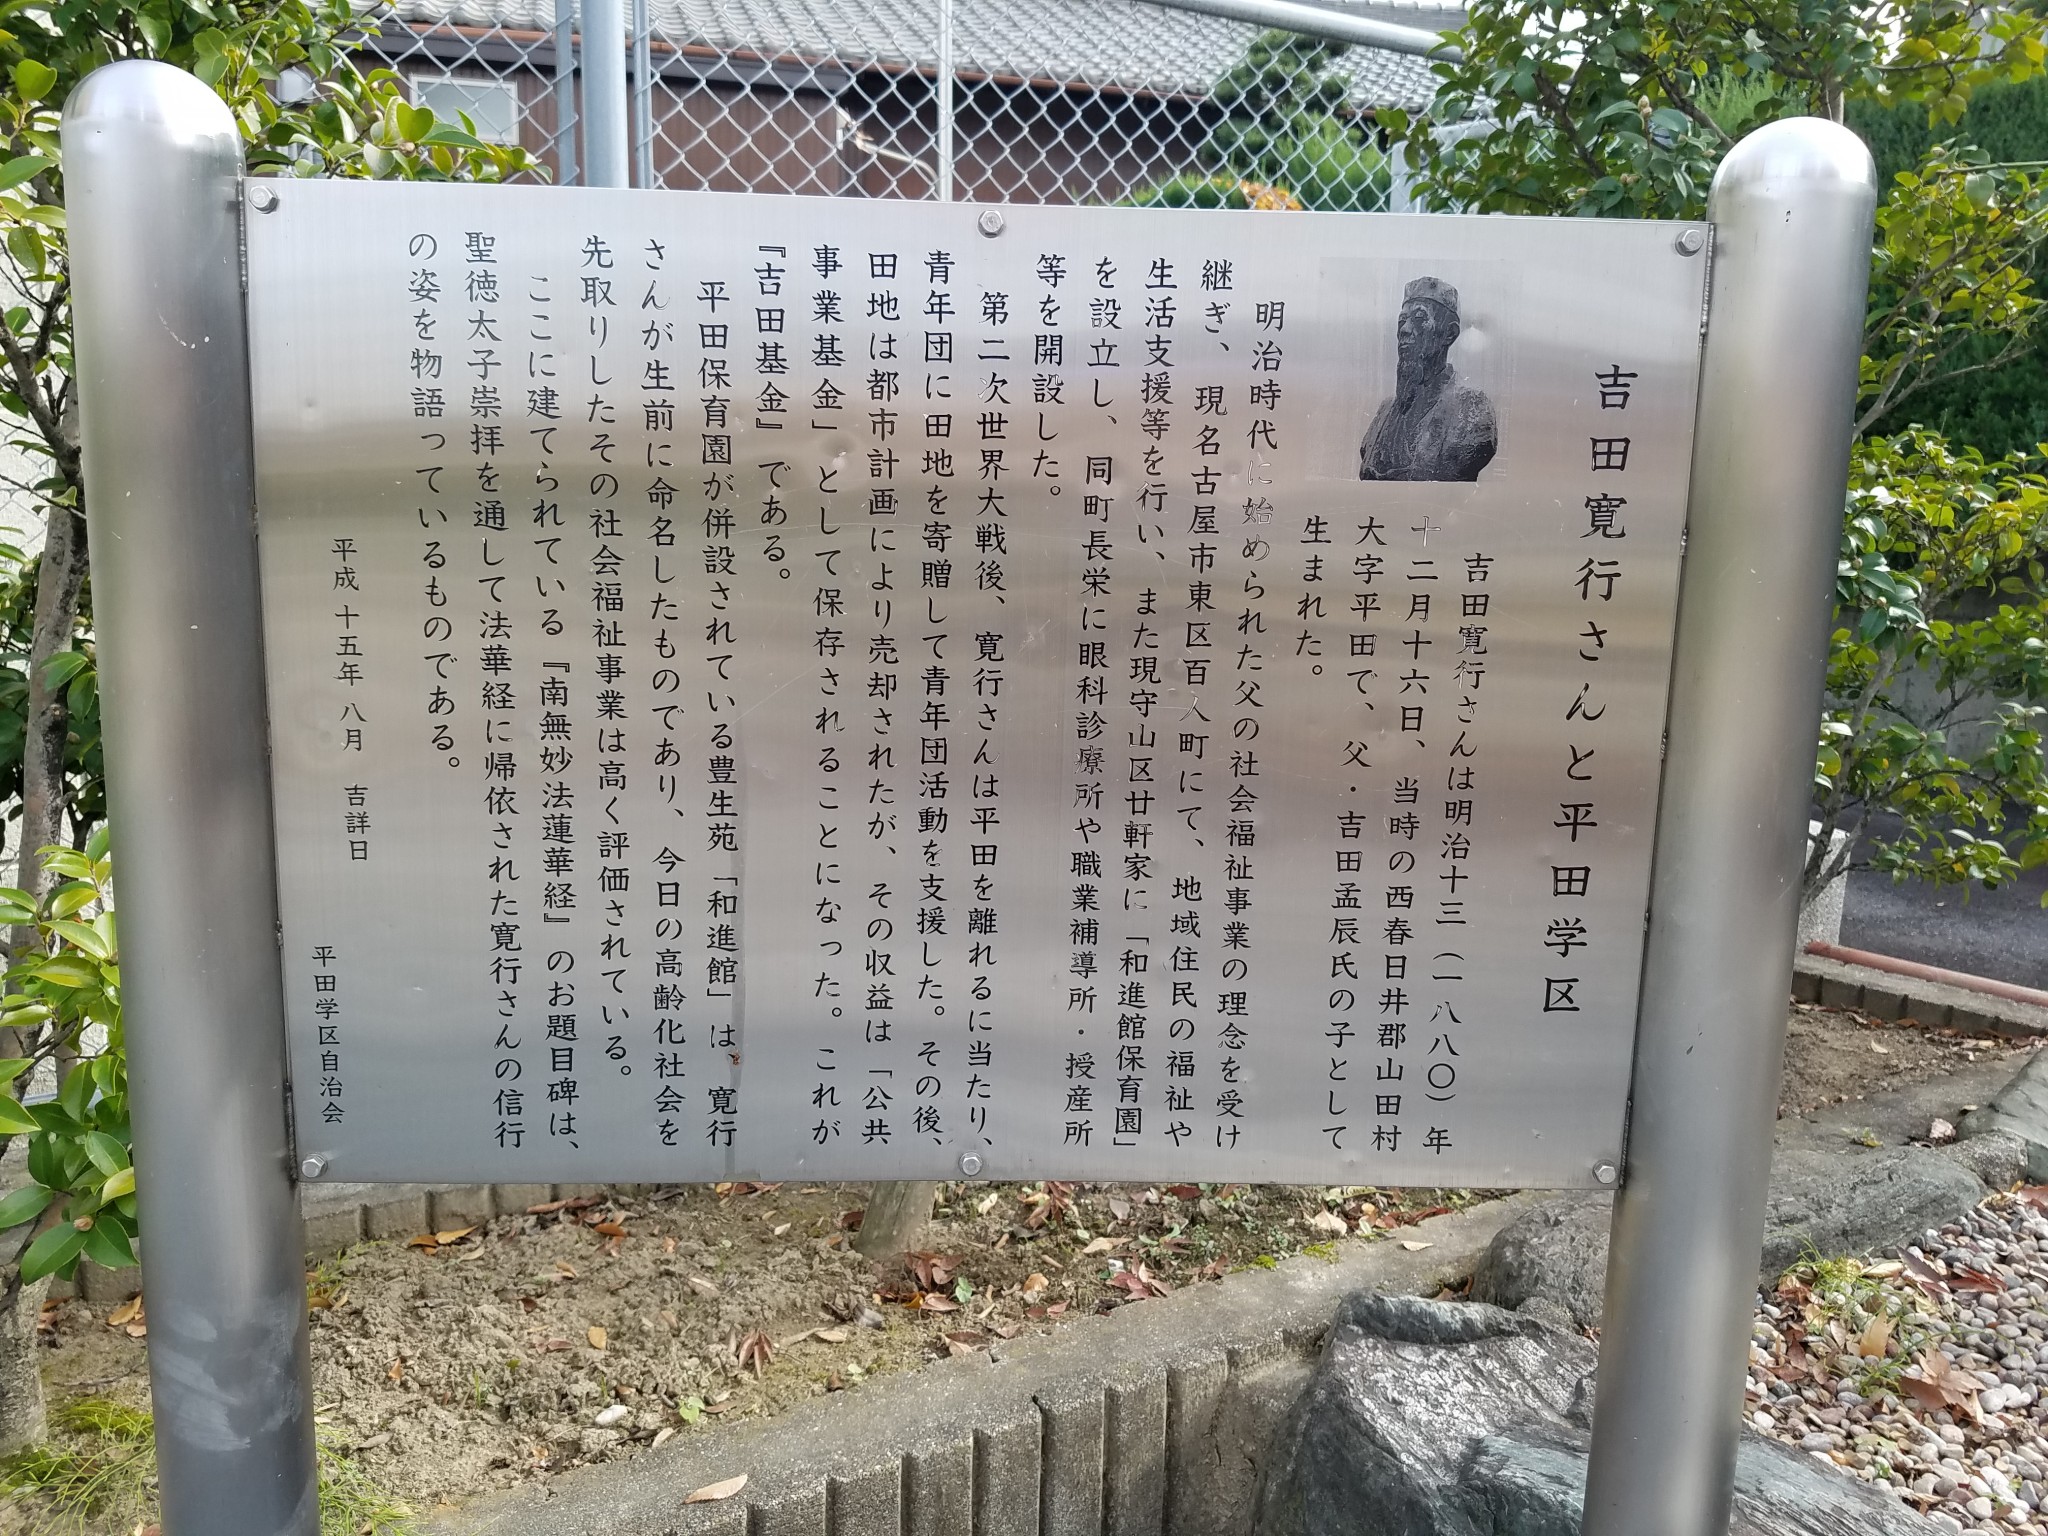 吉田寛行さんと平田学区
吉田寛行さんは明治十三(一八八〇)年
十二月十六日、当時の西春日井郡山田村
大字平田で、父・吉田孟辰氏の子として
生まれた。
明治時代に始められた父の社会福祉事業の理念を受け
継ぎ、現名古屋市東区百人町にて、地域住民の福祉や
生活支援等を行い、また現守山区廿軒家に「和進館保育園」
を設立し、同町長栄に眼科診療所や職業補導所・授産所
等を開設した。
第二次世界大戦後、寛行さんは平田を離れるに当たり、
青年団に田地を寄贈して青年団活動を支援した。その後、
田地は都市計画により売却されたが、その収益は「公共
事業基金」として保存されることになった。これが
『吉田基金』である。
平田保育園が併設されている豊生苑「和進館」は 寛行
さんが生前に命名したものであり、今日の高齢化社会を
先取りしたその社会福祉事業は高く評価されている。
ここに建てられている『南無妙法蓮華経』のお題目碑は、
聖徳太子崇拝を通して法華経に帰依された寛行さんの信行
の姿を物語っているものである。
平成十五年八月 吉詳日
平田学区自治会